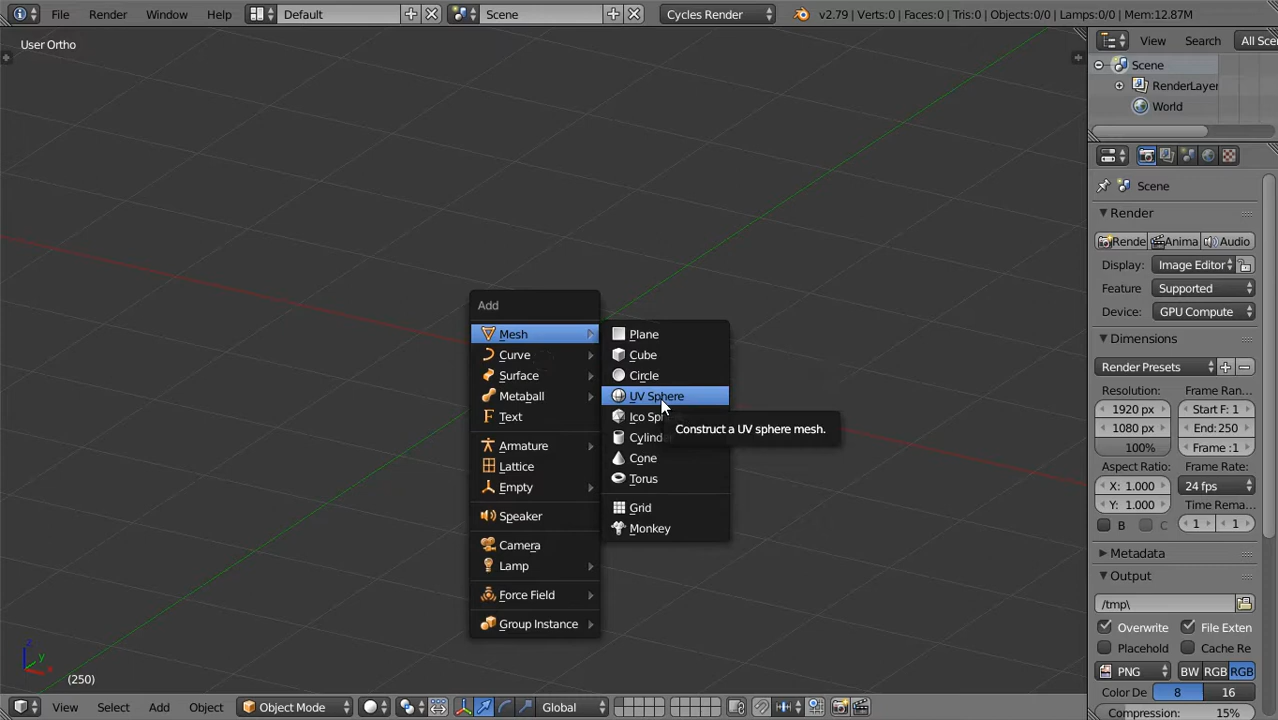 File Render Window Help Default Scene Cycles Render v2.79 | Verts:0 | Faces:0 | Tris:0 | Objects:0/0 | Lamps:0/0 | Mem:12.87M
User Ortho
View Search All Sce
Scene
RenderLayer
World
Scene
Render
Rende Anima Audio
Display: Image Editor
Feature Supported
Device: GPU Compute
Dimensions
Render Presets
Resolution: Frame Ran...
1920 px Start F: 1
1080 px End: 250
100% Frame : 1
Aspect Ratio: Frame Rate:
X: 1.000 24 fps
Y: 1.000 Time Rema...
B C 1 1
Metadata
Output
/tmp\
Overwrite File Exten
Placehold Cache Re
PNG BW RGB RGB
Color De 8 16
Compression: 15%
Add
Mesh
Curve
Surface
Metaball
Text
Armature
Lattice
Empty
Speaker
Camera
Lamp
Force Field
Group Instance
Plane
Cube
Circle
UV Sphere
Ico Sp
Cylind
Cone
Torus
Grid
Monkey
Construct a UV sphere mesh.
z
y
x
(250)
View Select Add Object Object Mode Global